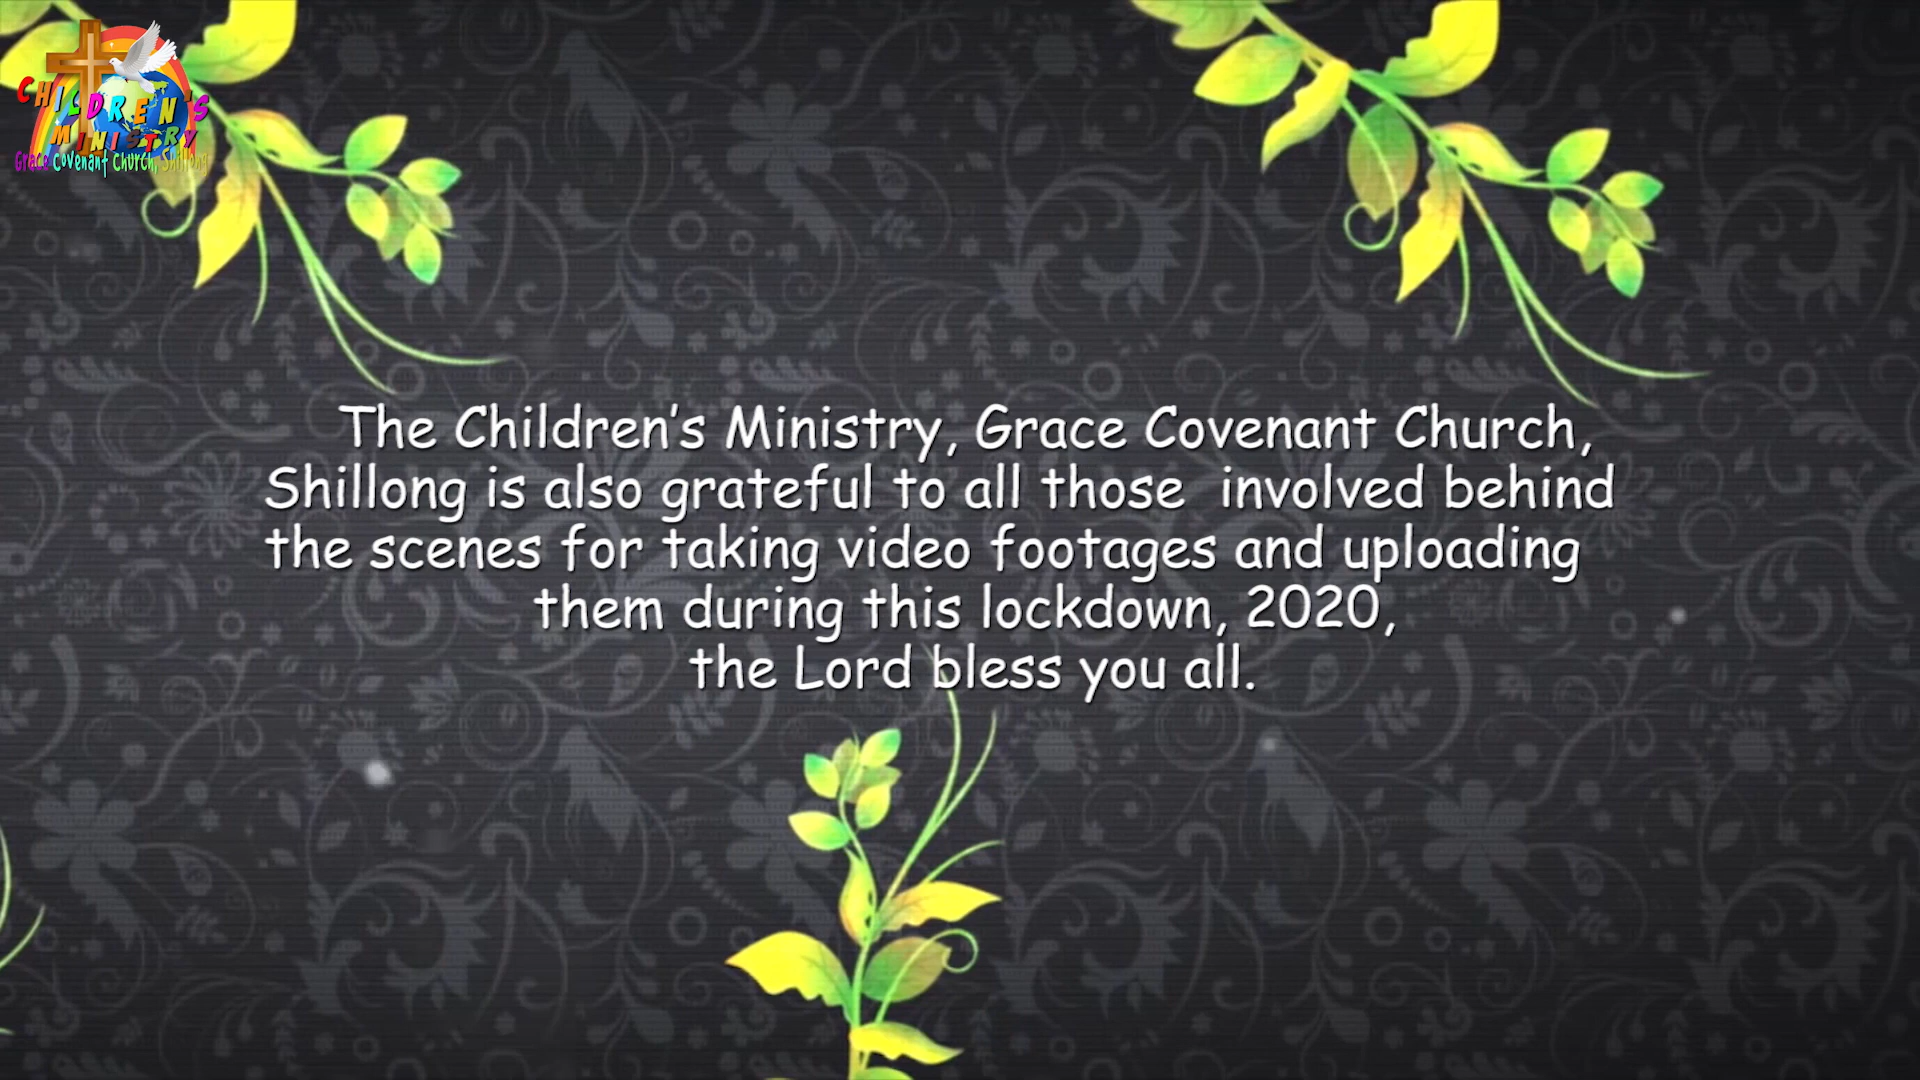 CHILDREN'S
MINISTRY
Grace Covenant Church, Shillong
The Children's Ministry, Grace Covenant Church,
Shillong is also grateful to all those  involved behind
the scenes for taking video footages and uploading
them during this lockdown, 2020,
the Lord bless you all.